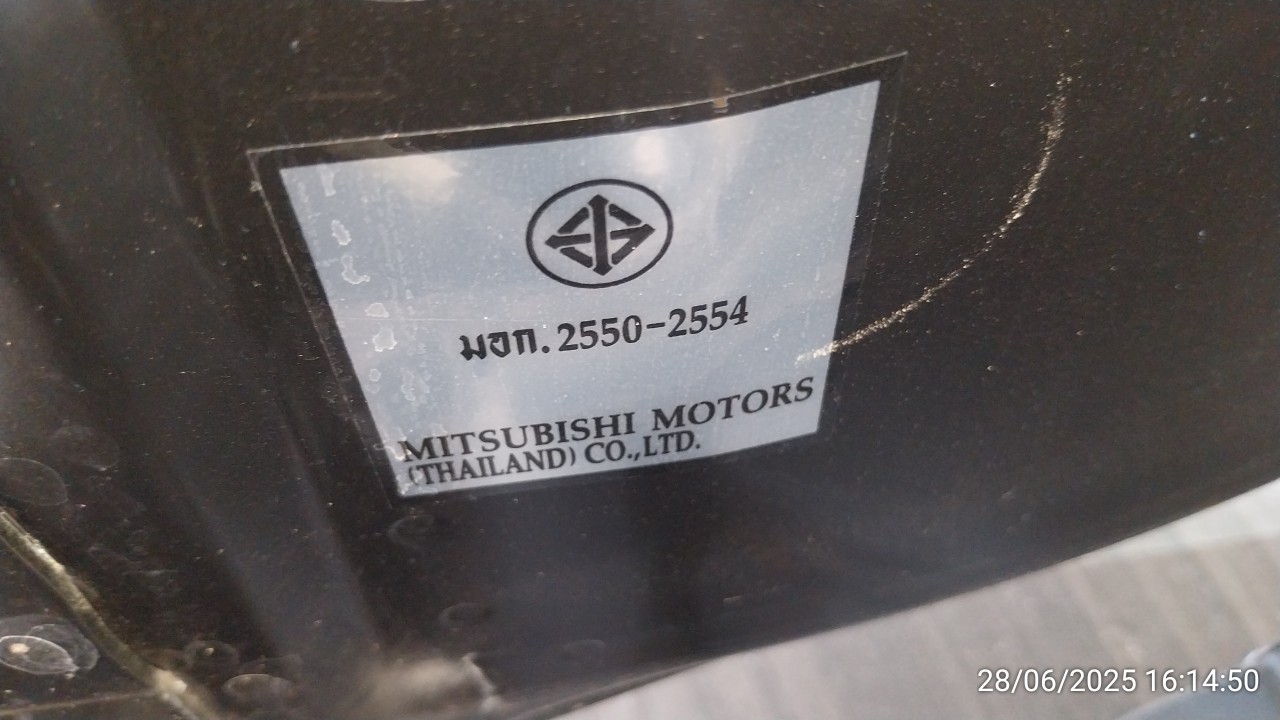 มอก.2550-2554
MITSUBISHI MOTORS
(THAILAND) CO.,LTD.
28/06/2025 16:14:50